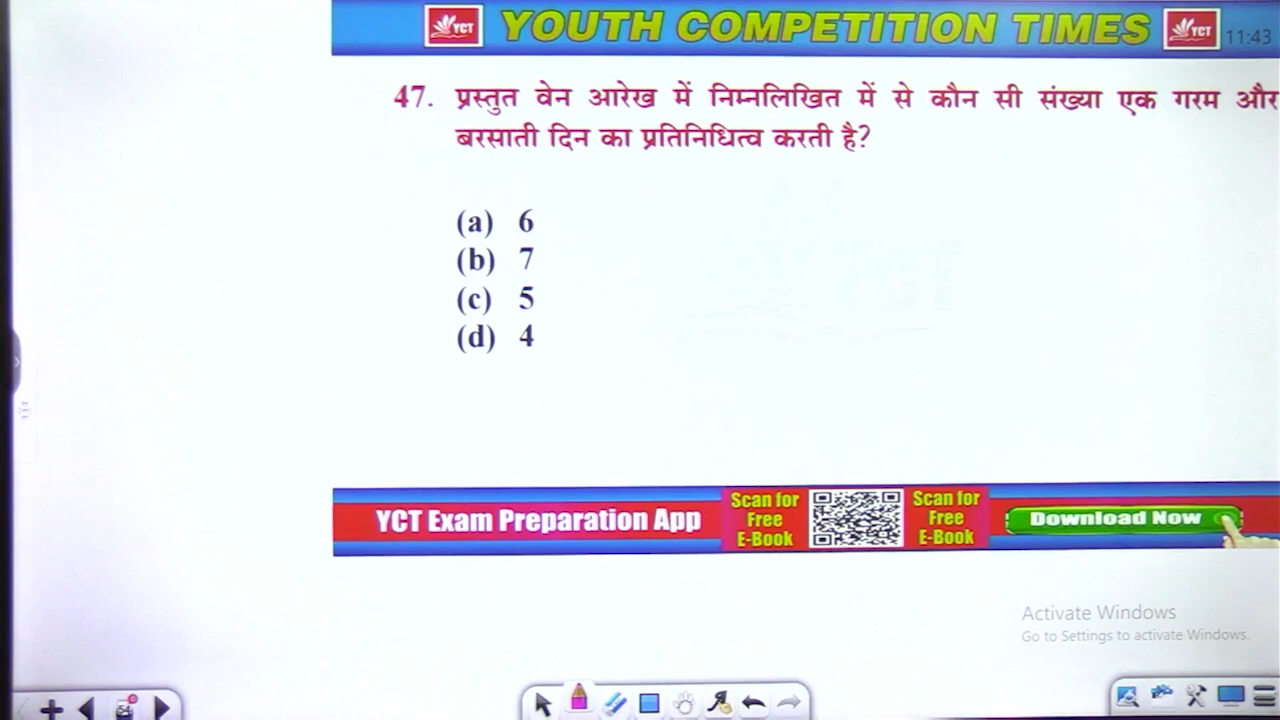 YCT
YOUTH COMPETITION TIMES
YCT
11:43
47. प्रस्तुत वेन आरेख में निम्नलिखित में से कौन सी संख्या एक गरम और
बरसाती दिन का प्रतिनिधित्व करती है?
(a) 6
(b) 7
(c) 5
(d) 4
YCT Exam Preparation App
Scan for
Free
E-Book
Scan for
Free
E-Book
Download Now
Activate Windows
Go to Settings to activate Windows.